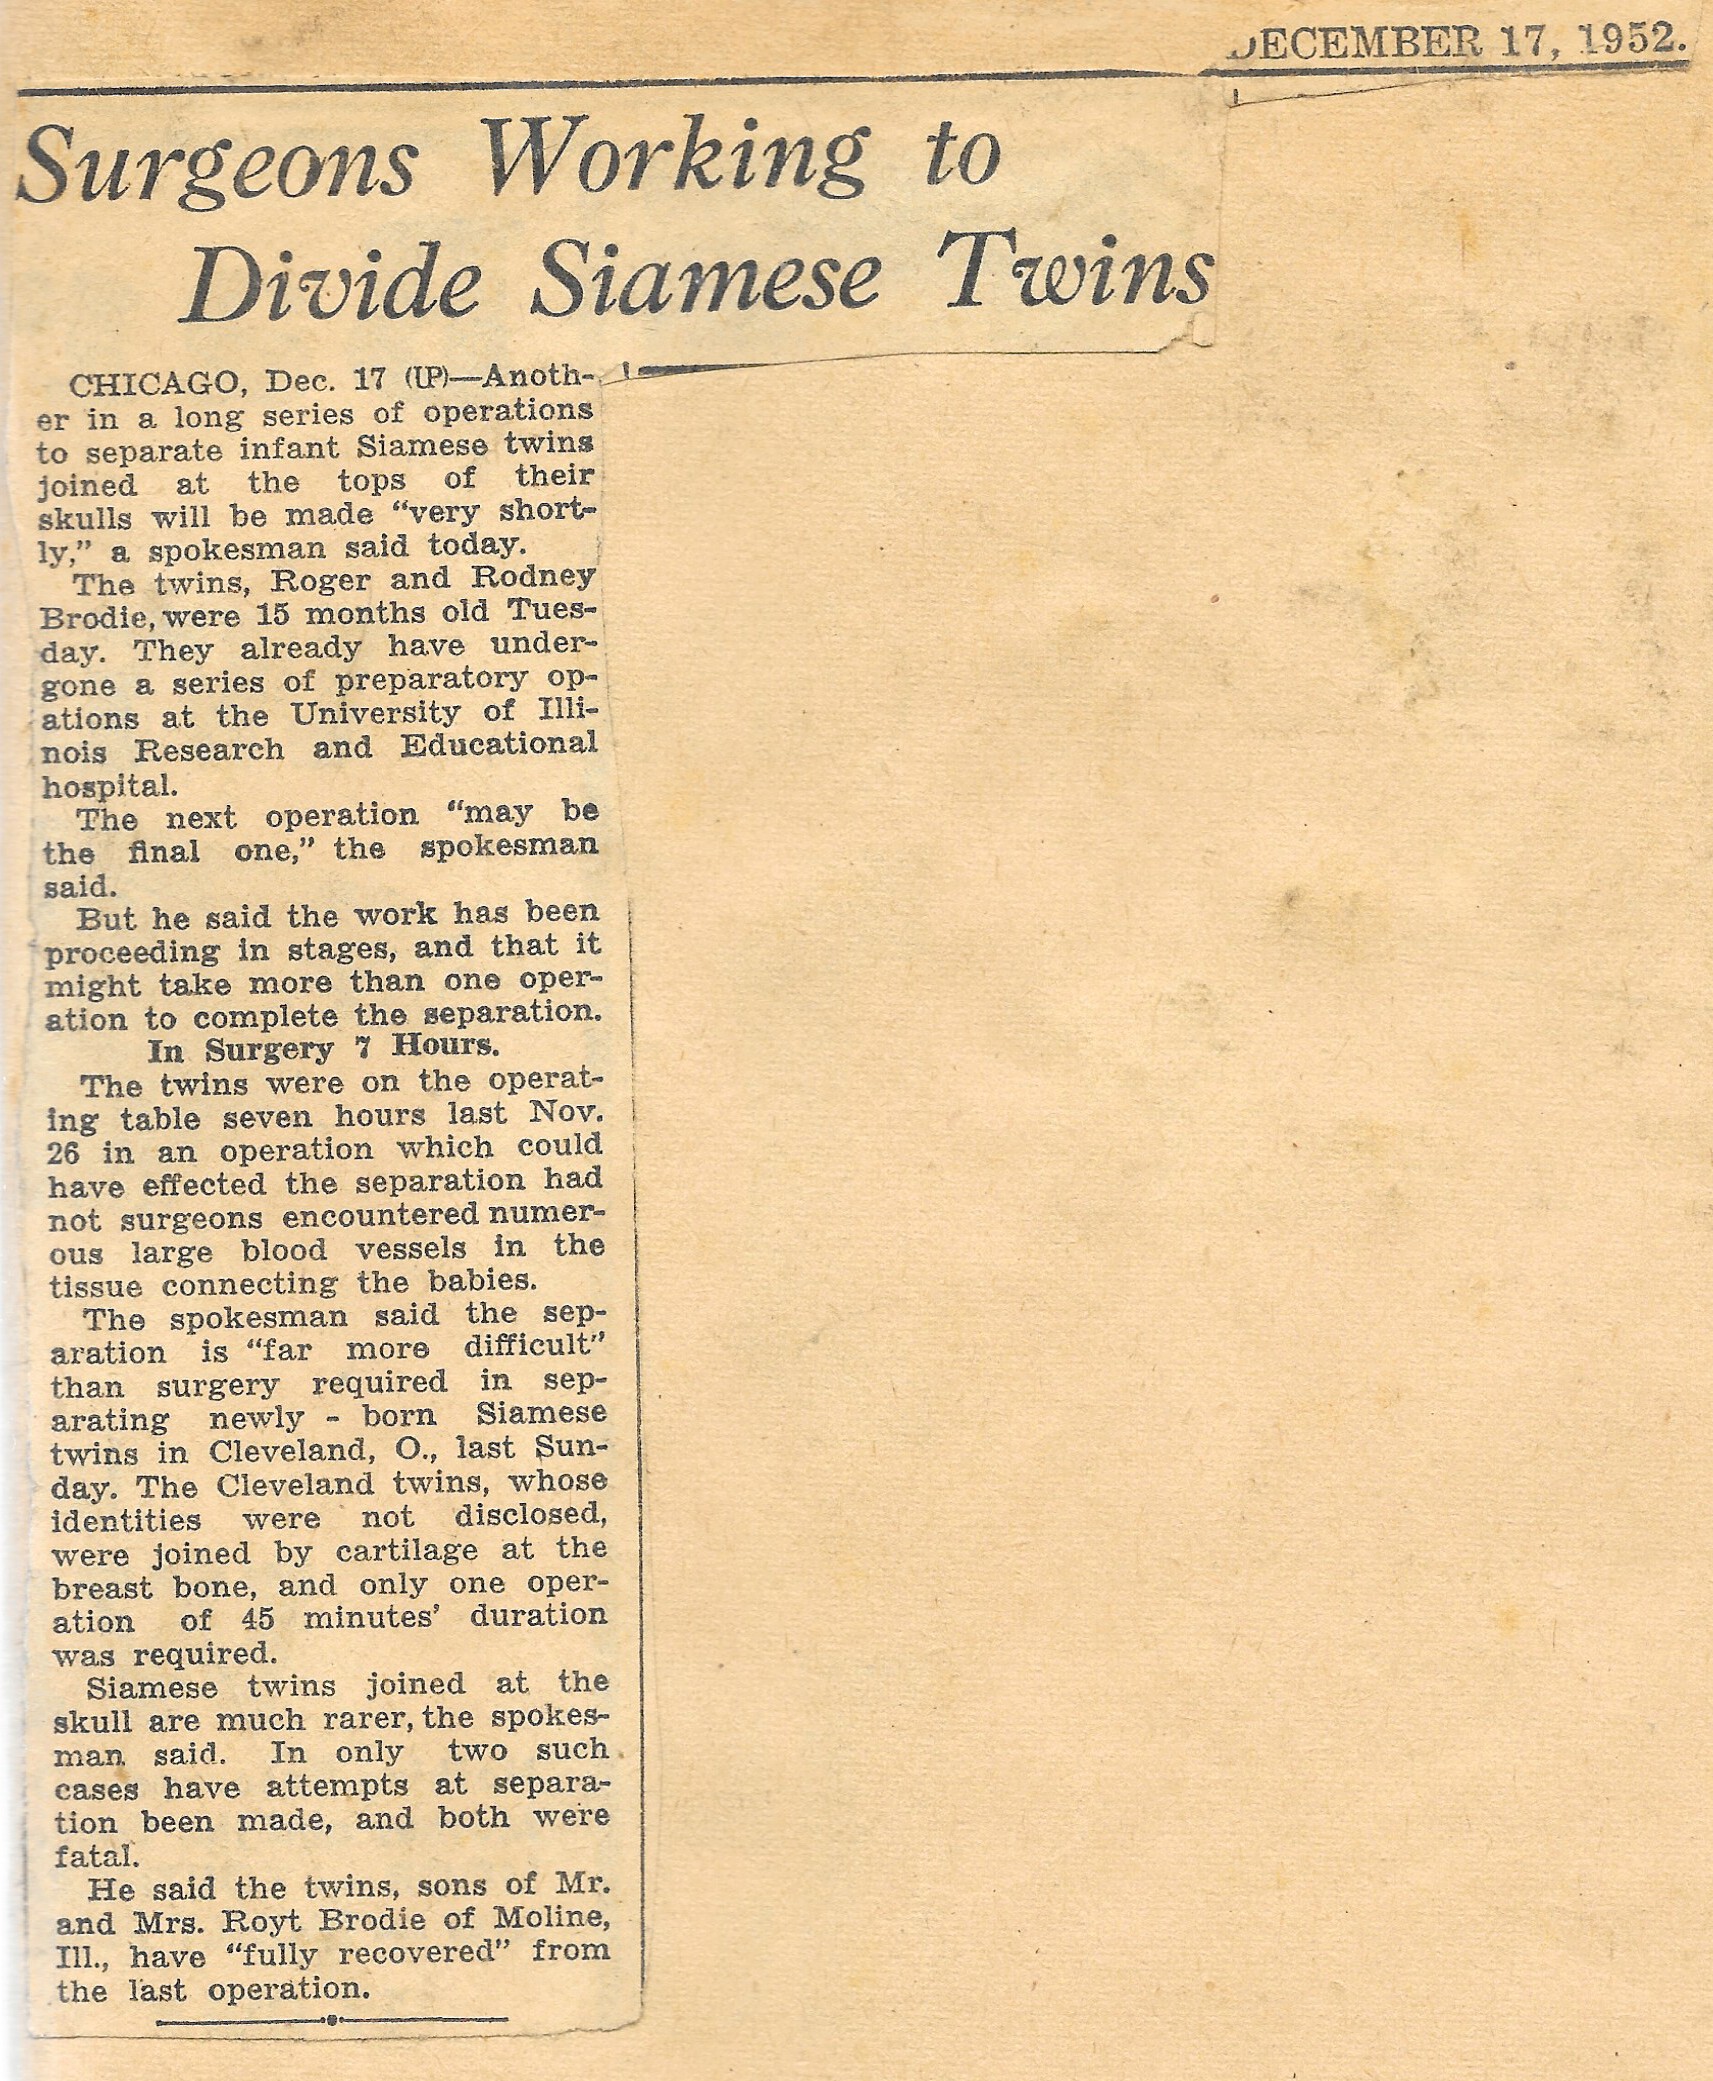 DECEMBER 17, 1952.
Surgeons Working to
Divide Siamese Twins
CHICAGO, Dec. 17 (UP)—Anoth-
er in a long series of operations
to separate infant Siamese twins
joined at the tops of their
skulls will be made “very short-
ly,” a spokesman said today.
The twins, Roger and Rodney
Brodie, were 15 months old Tues-
day. They already have under-
gone a series of preparatory op-
ations at the University of Illi-
nois Research and Educational
hospital.
The next operation “may be
the final one,” the spokesman
said.
But he said the work has been
proceeding in stages, and that it
might take more than one oper-
ation to complete the separation.
In Surgery 7 Hours.
The twins were on the operat-
ing table seven hours last Nov.
26 in an operation which could
have effected the separation had
not surgeons encountered numer-
ous large blood vessels in the
tissue connecting the babies.
The spokesman said the sep-
aration is “far more difficult”
than surgery required in sep-
arating newly - born Siamese
twins in Cleveland, O., last Sun-
day. The Cleveland twins, whose
identities were not disclosed,
were joined by cartilage at the
breast bone, and only one oper-
ation of 45 minutes’ duration
was required.
Siamese twins joined at the
skull are much rarer, the spokes-
man said. In only two such
cases have attempts at separa-
tion been made, and both were
fatal.
He said the twins, sons of Mr.
and Mrs. Royt Brodie of Moline,
Ill., have “fully recovered” from
the last operation.